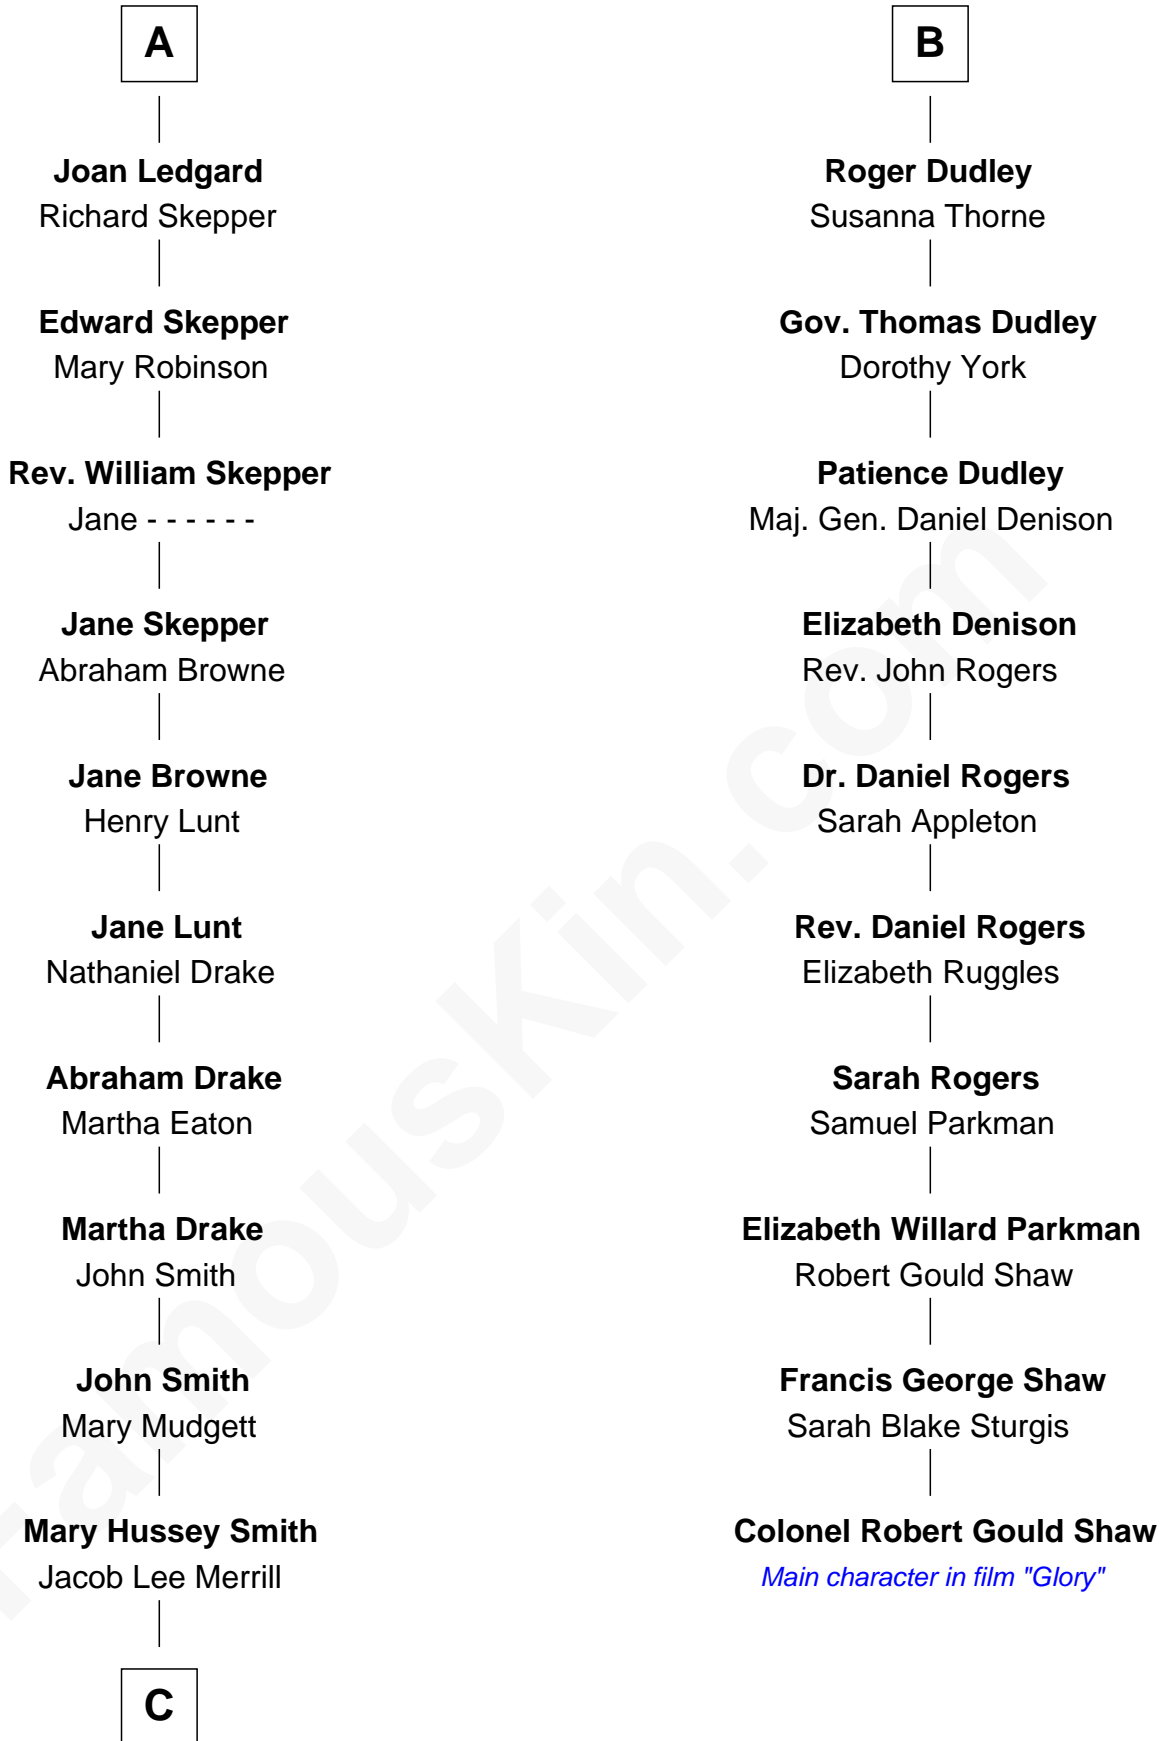 A
Joan Ledgard
Richard Skepper
Edward Skepper
Mary Robinson
Rev. William Skepper
Jane - - - - - -
Jane Skepper
Abraham Browne
Jane Browne
Henry Lunt
Jane Lunt
Nathaniel Drake
Abraham Drake
Martha Eaton
Martha Drake
John Smith
John Smith
Mary Mudgett
Mary Hussey Smith
Jacob Lee Merrill
C
B
Roger Dudley
Susanna Thorne
Gov. Thomas Dudley
Dorothy York
Patience Dudley
Maj. Gen. Daniel Denison
Elizabeth Denison
Rev. John Rogers
Dr. Daniel Rogers
Sarah Appleton
Rev. Daniel Rogers
Elizabeth Ruggles
Sarah Rogers
Samuel Parkman
Elizabeth Willard Parkman
Robert Gould Shaw
Francis George Shaw
Sarah Blake Sturgis
Colonel Robert Gould Shaw
Main character in film "Glory"
FamousKin.com